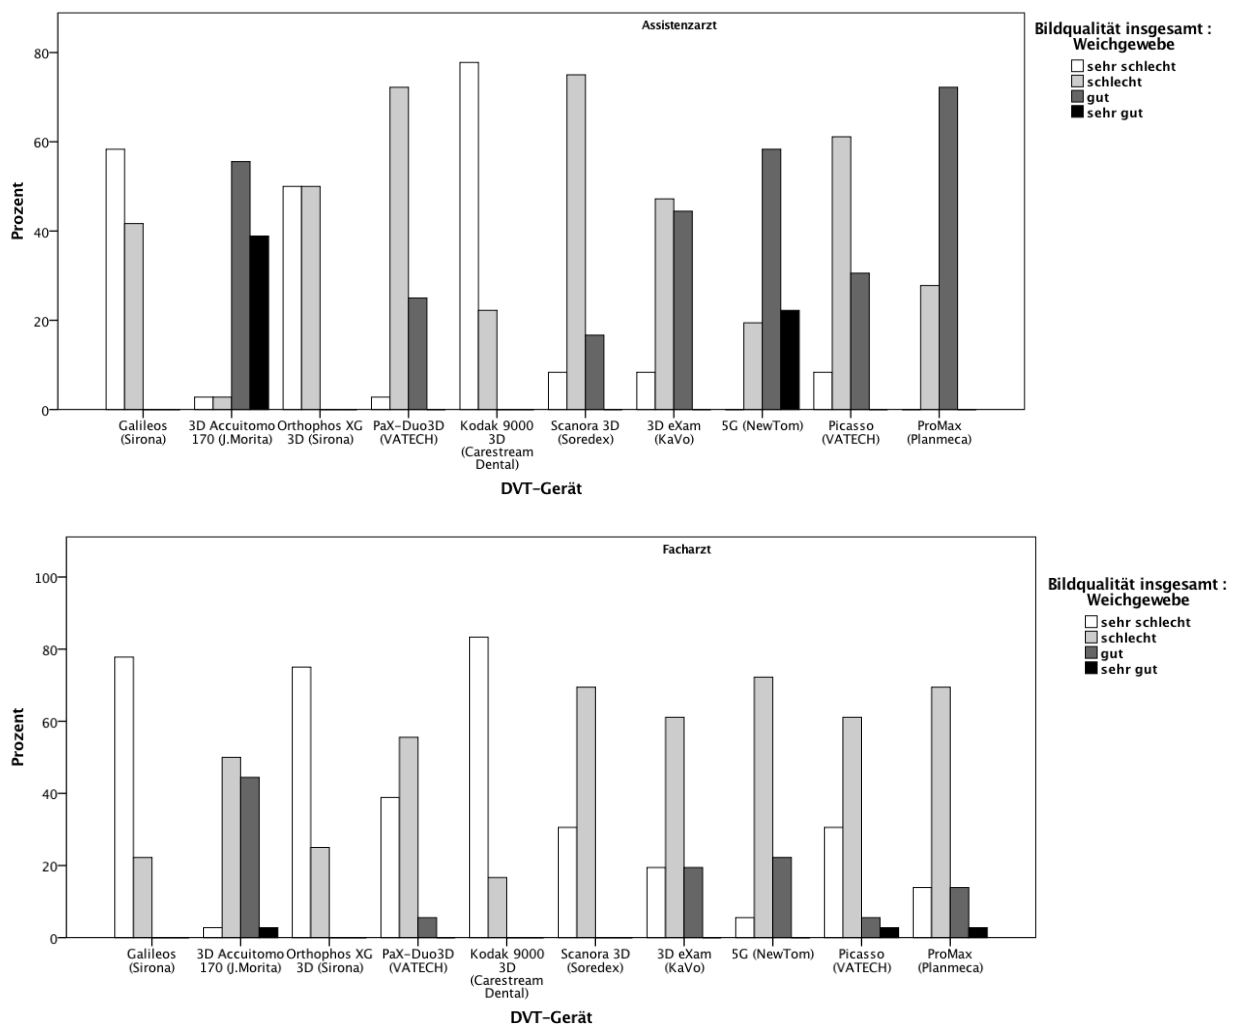 Assistenzarzt
Bildqualität insgesamt :
Weichgewebe
sehr schlecht
schlecht
gut
sehr gut
Prozent
80
60
40
20
0
Galileos
(Sirona)
3D Accuitomo
170 (J.Morita)
Orthophos XG
3D (Sirona)
PaX-Duo3D
(VATECH)
Kodak 9000
3D
(Carestream
Dental)
Scanora 3D
(Soredex)
3D eXam
(KaVo)
5G (NewTom)
Picasso
(VATECH)
ProMax
(Planmeca)
DVT-Gerät
Facharzt
Bildqualität insgesamt :
Weichgewebe
sehr schlecht
schlecht
gut
sehr gut
Prozent
100
80
60
40
20
0
Galileos
(Sirona)
3D Accuitomo
170 (J.Morita)
Orthophos XG
3D (Sirona)
PaX-Duo3D
(VATECH)
Kodak 9000
3D
(Carestream
Dental)
Scanora 3D
(Soredex)
3D eXam
(KaVo)
5G (NewTom)
Picasso
(VATECH)
ProMax
(Planmeca)
DVT-Gerät